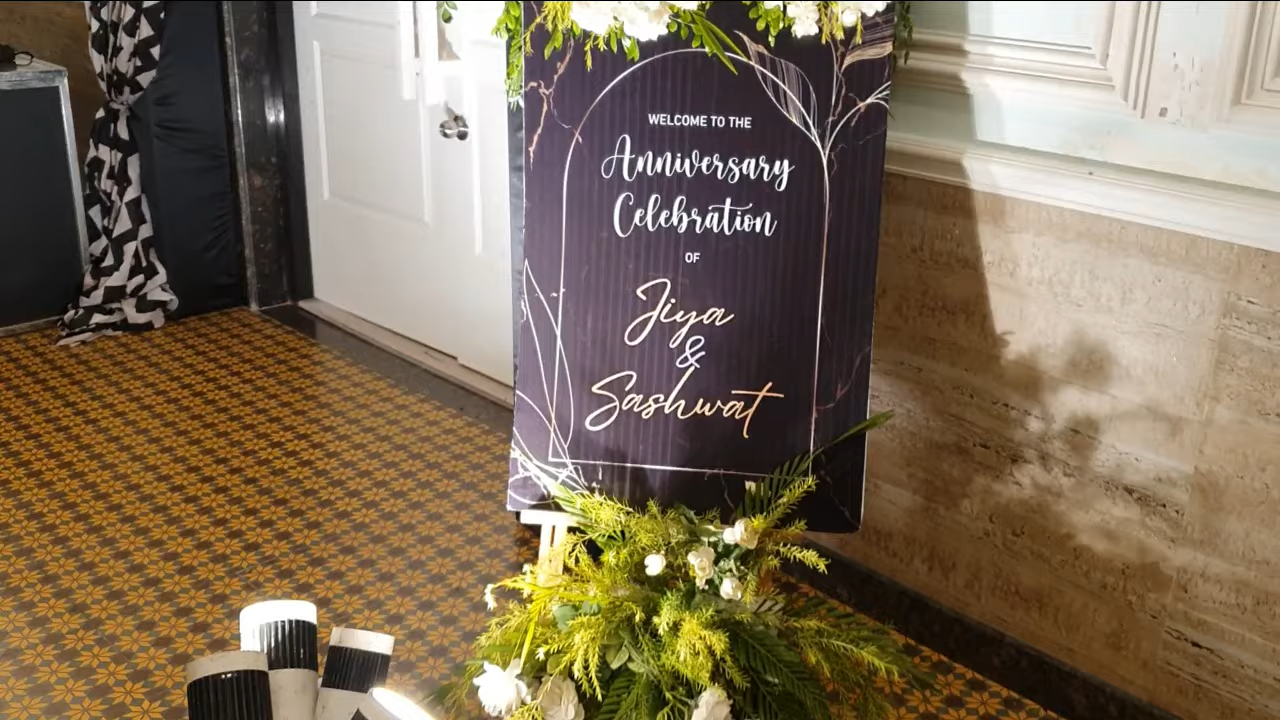 WELCOME TO THE
Anniversary
Celebration
OF
Jiya
&
Sashwat